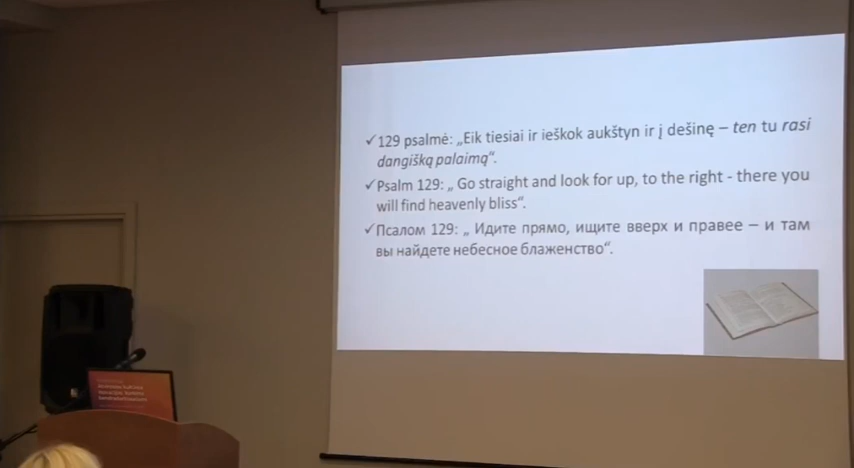 ✓129 psalmė: „Eik tiesiai ir ieškok aukštyn ir į dešinę – ten tu rasi
dangišką palaimą“.
✓Psalm 129: „ Go straight and look for up, to the right - there you
will find heavenly bliss“.
✓Псалом 129: „ Идите прямо, ищите вверх и правее – и там
вы найдете небесное блаженство“.